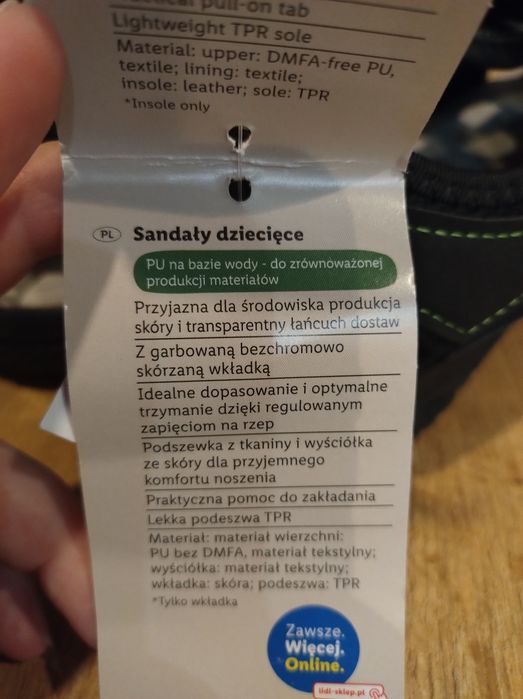 pull-on tab
Lightweight TPR sole
Material: upper: DMFA-free PU,
textile; lining: textile;
insole: leather; sole: TPR
*Insole only
PL Sandały dziecięce
PU na bazie wody - do zrównoważonej
produkcji materiałów
Przyjazna dla środowiska produkcja
skóry i transparentny łańcuch dostaw
Z garbowaną bezchromowo
skórzaną wkładką
Idealne dopasowanie i optymalne
trzymanie dzięki regulowanym
zapięciom na rzep
Podszewka z tkaniny i wyściółka
ze skóry dla przyjemnego
komfortu noszenia
Praktyczna pomoc do zakładania
Lekka podeszwa TPR
Materiał: materiał wierzchni:
PU bez DMFA, materiał tekstylny;
wyściółka: materiał tekstylny;
wkładka: skóra; podeszwa: TPR
*Tylko wkładka
Zawsze.
Więcej.
Online.
lidl-sklep.pl